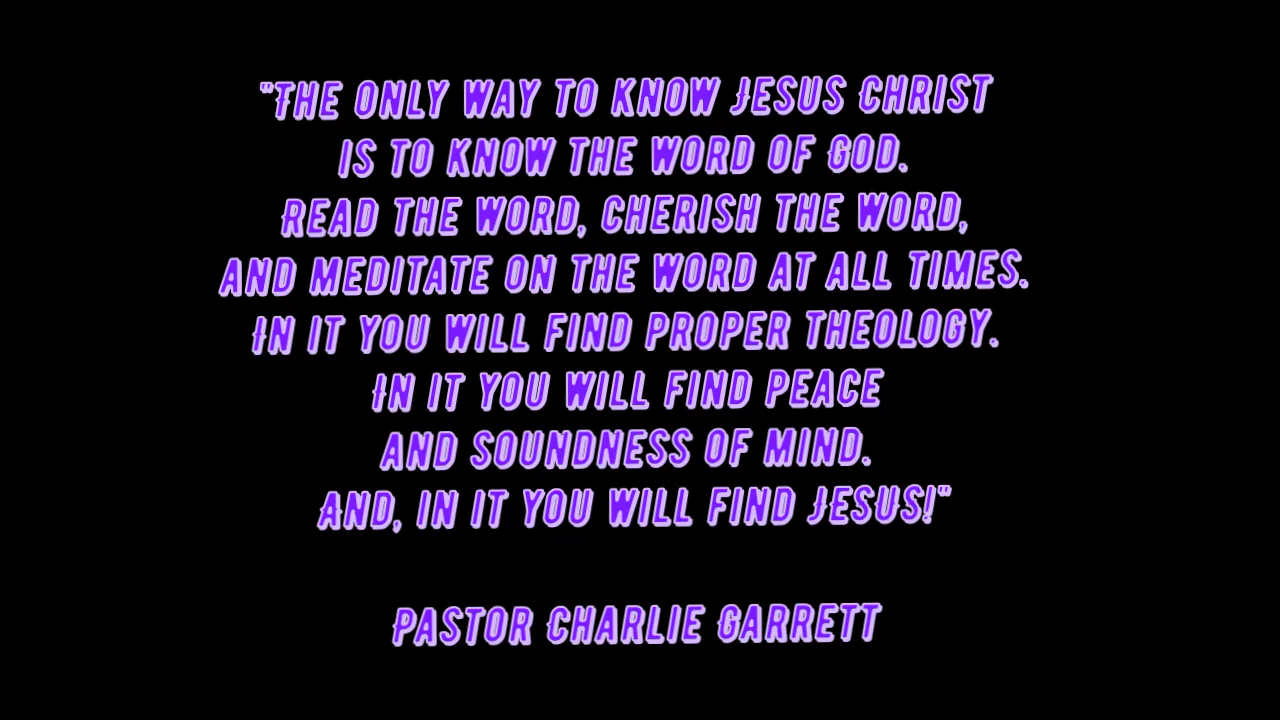 "The only way to know Jesus Christ
is to know the word of God.
Read the word, cherish the word,
and meditate on the word at all times.
In it you will find proper theology.
In it you will find peace
and soundness of mind.
And, in it you will find Jesus!"
Pastor Charlie Garrett